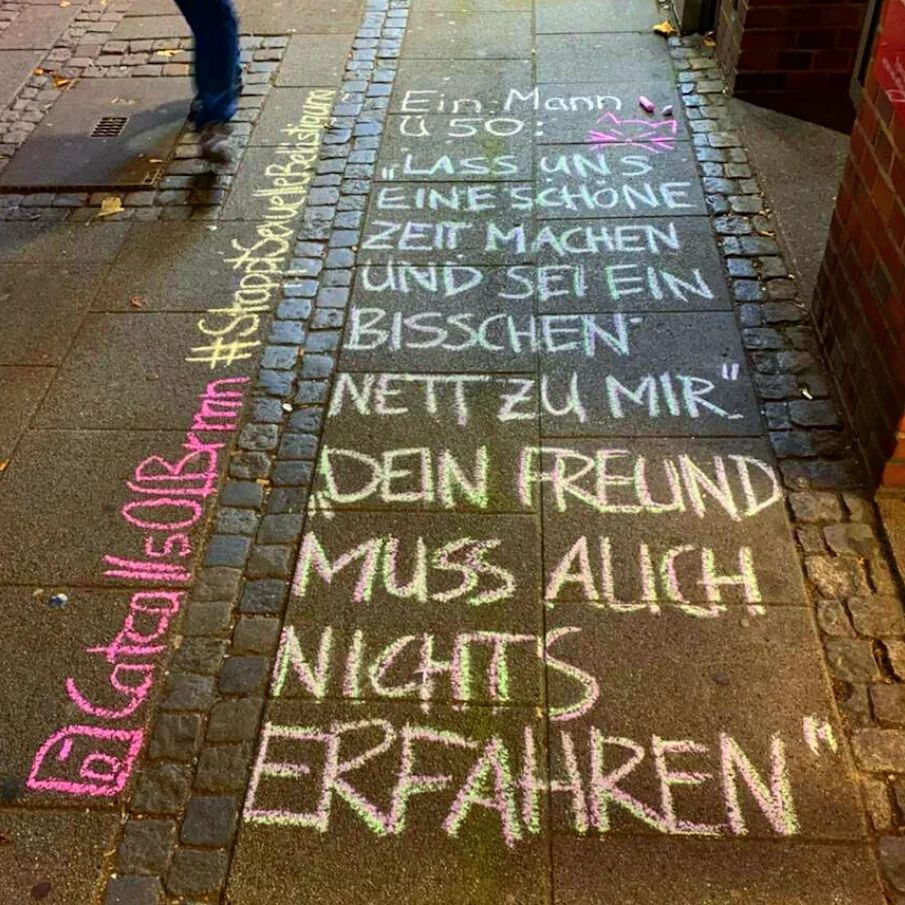 Ein Mann
Ü 50:
„LASS UNS
EINE SCHÖNE
ZEIT MACHEN
UND SEI EIN
BISSCHEN
NETT ZU MIR"
„DEIN FREUND
MUSS AUCH
NICHTS
ERFAHREN"
#StopptSexuelleBelästigung
CatcallsOfBrmn